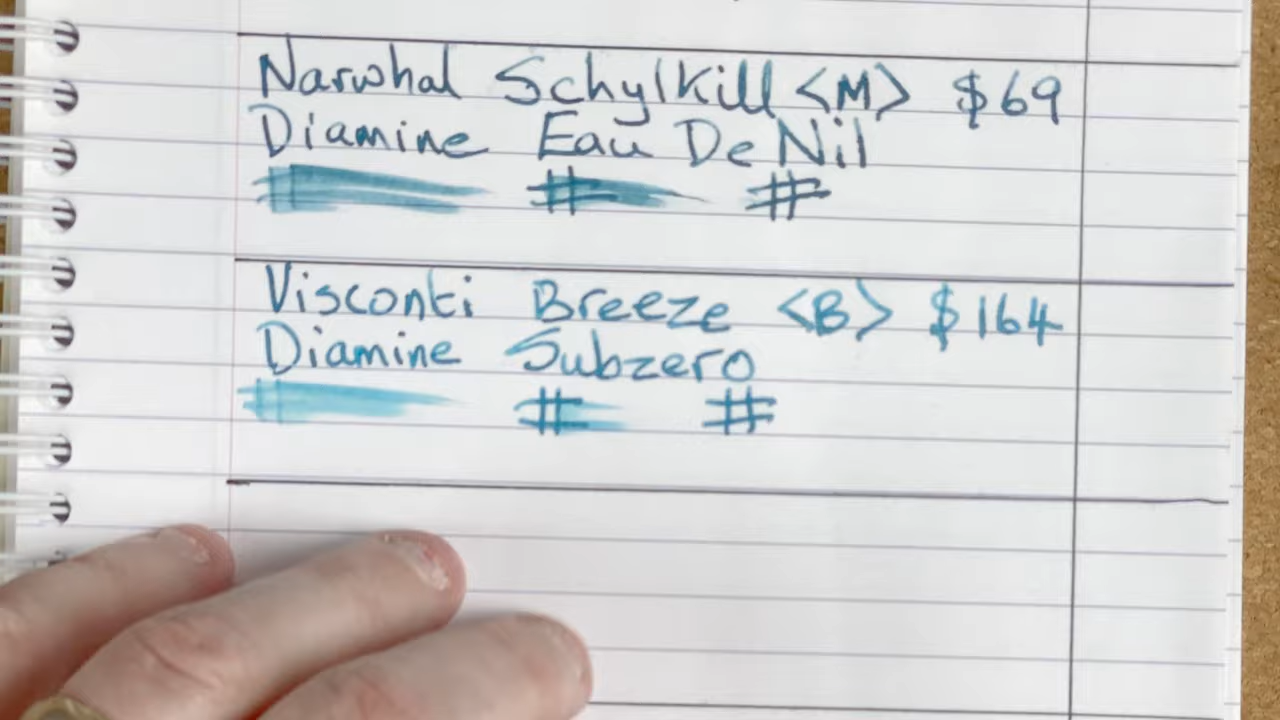 Narwhal Schylkill <M> $69
Diamine Eau De Nil
# #
Visconti Breeze <B> $164
Diamine Subzero
# #